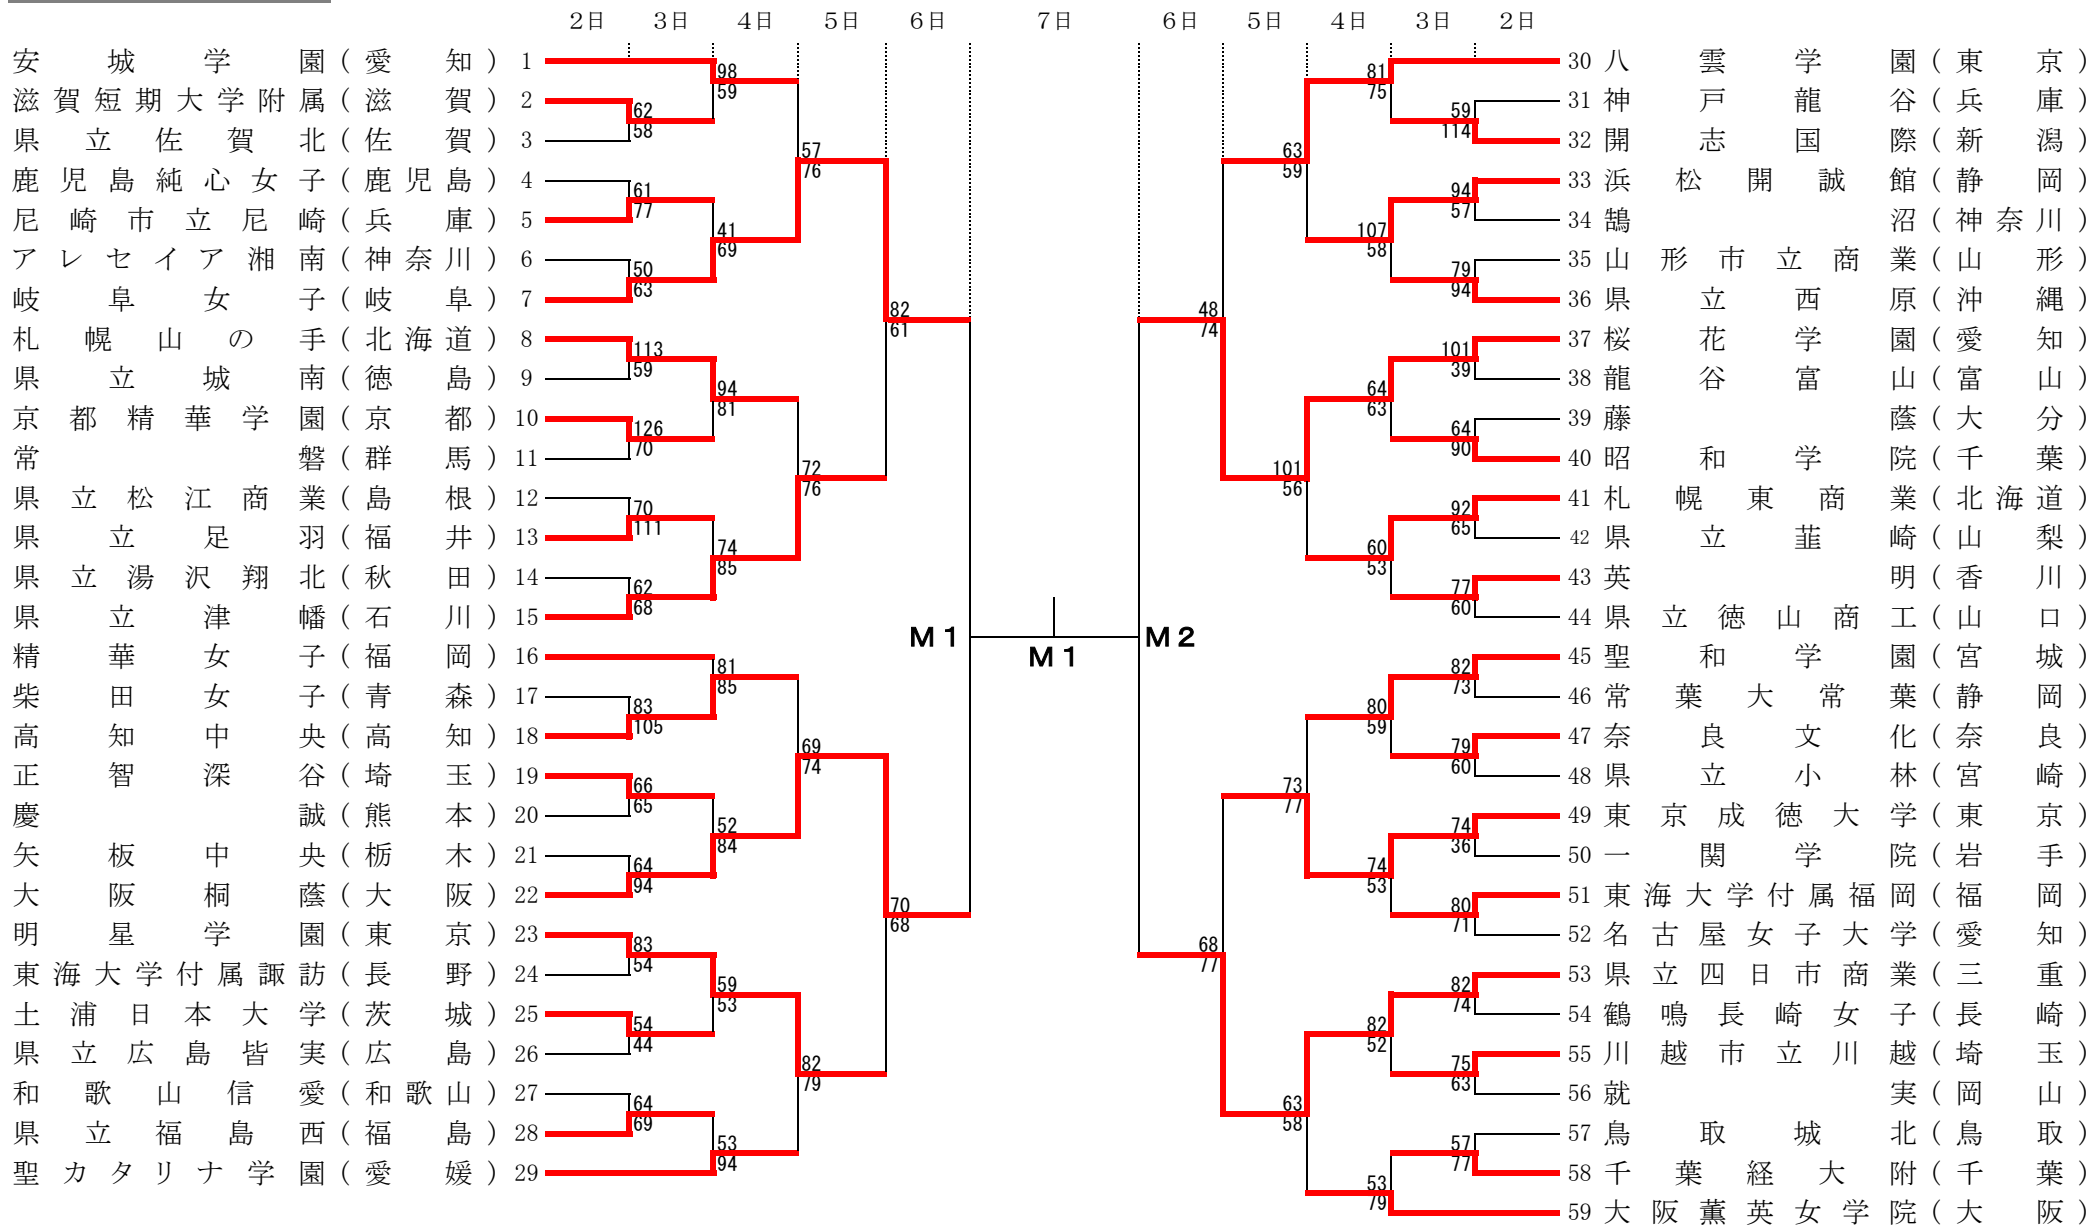 2日 3日 4日 5日 6日 7日 6日 5日 4日 3日 2日
安城学園(愛知) 1
滋賀短期大学附属(滋賀) 2
県立佐賀北(佐賀) 3
鹿児島純心女子(鹿児島) 4
尼崎市立尼崎(兵庫) 5
アレセイア湘南(神奈川) 6
岐阜女子(岐阜) 7
札幌山の手(北海道) 8
県立城南(徳島) 9
京都精華学園(京都) 10
常磐(群馬) 11
県立松江商業(島根) 12
県立足羽(福井) 13
県立湯沢翔北(秋田) 14
県立津幡(石川) 15
精華女子(福岡) 16
柴田女子(青森) 17
高知中央(高知) 18
正智深谷(埼玉) 19
慶誠(熊本) 20
矢板中央(栃木) 21
大阪桐蔭(大阪) 22
明星学園(東京) 23
東海大学付属諏訪(長野) 24
土浦日本大学(茨城) 25
県立広島皆実(広島) 26
和歌山信愛(和歌山) 27
県立福島西(福島) 28
聖カタリナ学園(愛媛) 29
62
58
61
77
50
63
113
59
126
70
70
111
62
68
83
105
66
65
64
94
83
54
54
44
64
69
98
59
41
69
94
81
74
85
81
85
52
84
59
53
53
94
57
76
72
76
69
74
82
79
82
61
70
68
M1
M1
M2
48
74
68
77
63
59
101
56
73
77
63
58
81
75
107
58
64
63
60
53
80
59
74
53
82
52
53
79
59
114
94
57
79
94
101
39
64
90
92
65
77
60
82
73
79
60
74
36
80
71
82
74
75
63
57
77
30 八雲学園(東京)
31 神戸龍谷(兵庫)
32 開志国際(新潟)
33 浜松開誠館(静岡)
34 鵠沼(神奈川)
35 山形市立商業(山形)
36 県立西原(沖縄)
37 桜花学園(愛知)
38 龍谷富山(富山)
39 藤蔭(大分)
40 昭和学院(千葉)
41 札幌東商業(北海道)
42 県立韮崎(山梨)
43 英明(香川)
44 県立徳山商工(山口)
45 聖和学園(宮城)
46 常葉大常葉(静岡)
47 奈良文化(奈良)
48 県立小林(宮崎)
49 東京成徳大学(東京)
50 一関学院(岩手)
51 東海大学付属福岡(福岡)
52 名古屋女子大学(愛知)
53 県立四日市商業(三重)
54 鶴鳴長崎女子(長崎)
55 川越市立川越(埼玉)
56 就実(岡山)
57 鳥取城北(鳥取)
58 千葉経大附(千葉)
59 大阪薫英女学院(大阪)